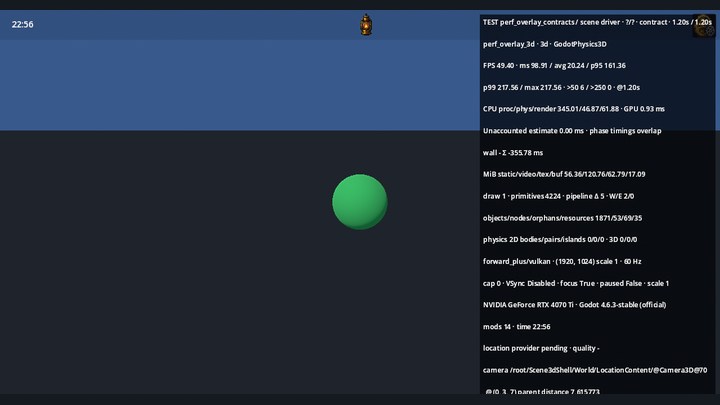 22:56
TEST perf_overlay_contracts / scene driver · ?/? · contract · 1.20s / 1.20s
perf_overlay_3d · 3d · GodotPhysics3D
FPS 49.40 · ms 98.91 / avg 20.24 / p95 161.36
p99 217.56 / max 217.56 · >50 6 / >250 0 · @1.20s
CPU proc/phys/render 345.01/46.87/61.88 · GPU 0.93 ms
Unaccounted estimate 0.00 ms · phase timings overlap
wall - Σ -355.78 ms
MiB static/video/tex/buf 56.36/120.76/62.79/17.09
draw 1 · primitives 4224 · pipeline Δ 5 · W/E 2/0
objects/nodes/orphans/resources 1871/53/69/35
physics 2D bodies/pairs/islands 0/0/0 · 3D 0/0/0
forward_plus/vulkan · (1920, 1024) scale 1 · 60 Hz
cap 0 · VSync Disabled · focus True · paused False · scale 1
NVIDIA GeForce RTX 4070 Ti · Godot 4.6.3-stable (official)
mods 14 · time 22:56
location provider pending · quality -
camera /root/Scene3dShell/World/LocationContent/@Camera3D@70
@ (0, 3, 7) parent distance 7.615773